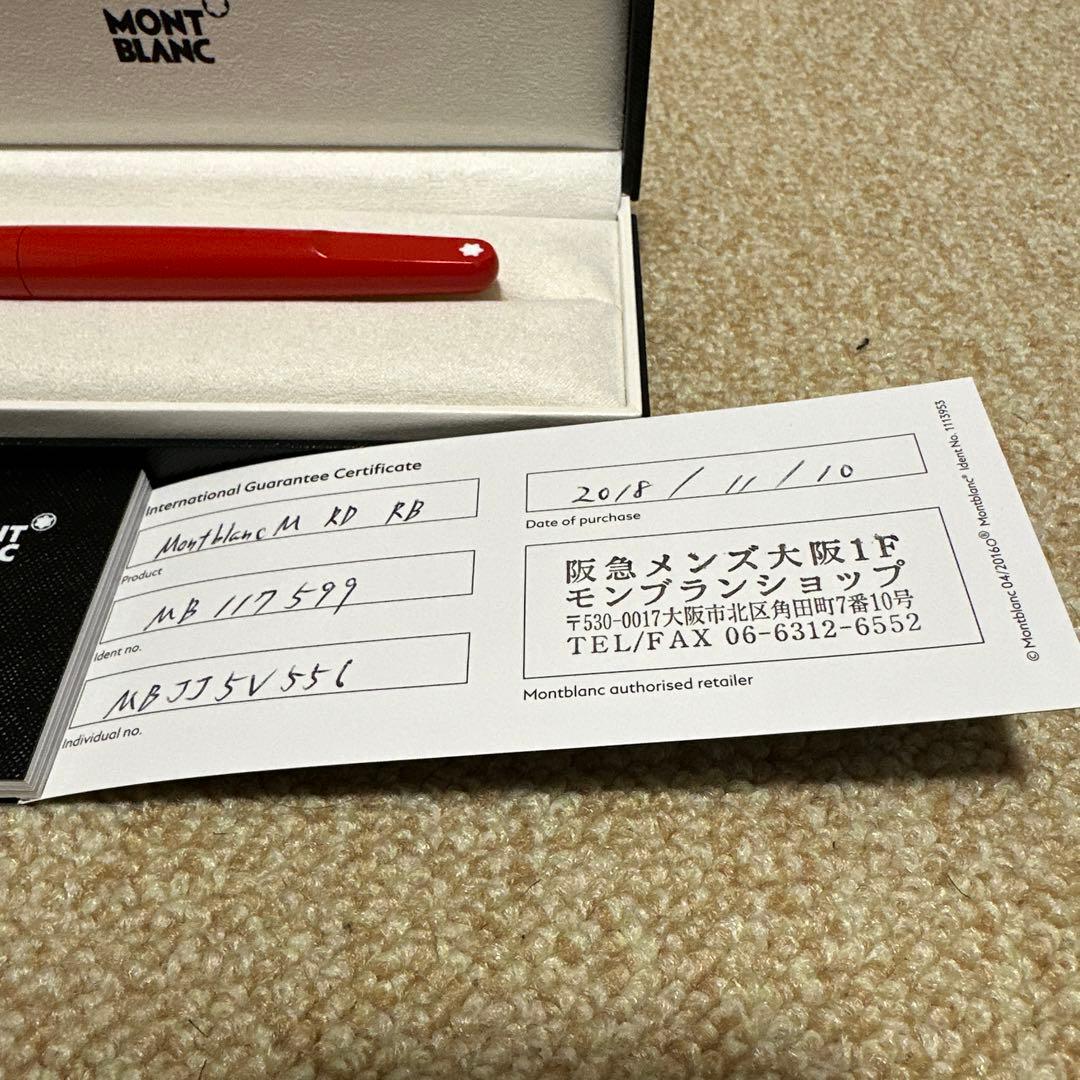 MONT
BLANC
NT
NC
International Guarantee Certificate
Montblanc M RD RB
Product
MB 117599
Ident no.
MBJJ5V556
Individual no.
2018 / 11 / 10
Date of purchase
阪急メンズ大阪1F
モンブランショップ
〒530-0017大阪市北区角田町7番10号
TEL/FAX 06-6312-6552
Montblanc authorised retailer
© Montblanc 04/2016 ® Montblanc® Ident No. 1113953